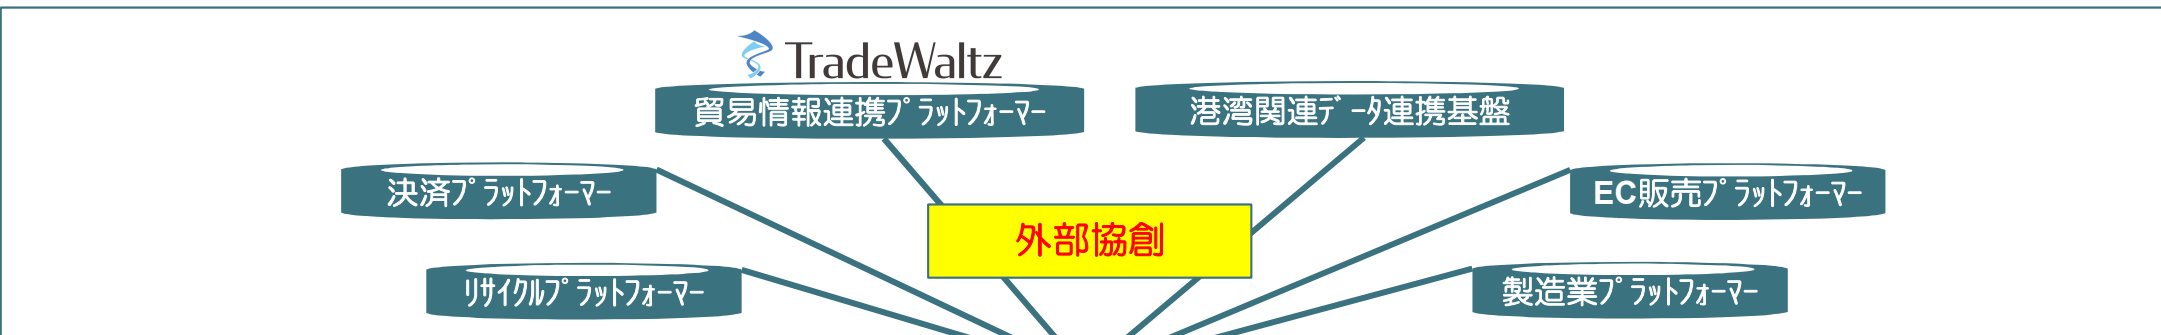 TradeWaltz
貿易情報連携ﾌﾟﾗｯﾄﾌｫｰﾏｰ
港湾関連ﾃﾞｰﾀ連携基盤
決済ﾌﾟﾗｯﾄﾌｫｰﾏｰ
EC販売ﾌﾟﾗｯﾄﾌｫｰﾏｰ
外部協創
ﾘｻｲｸﾙﾌﾟﾗｯﾄﾌｫｰﾏｰ
製造業ﾌﾟﾗｯﾄﾌｫｰﾏｰ